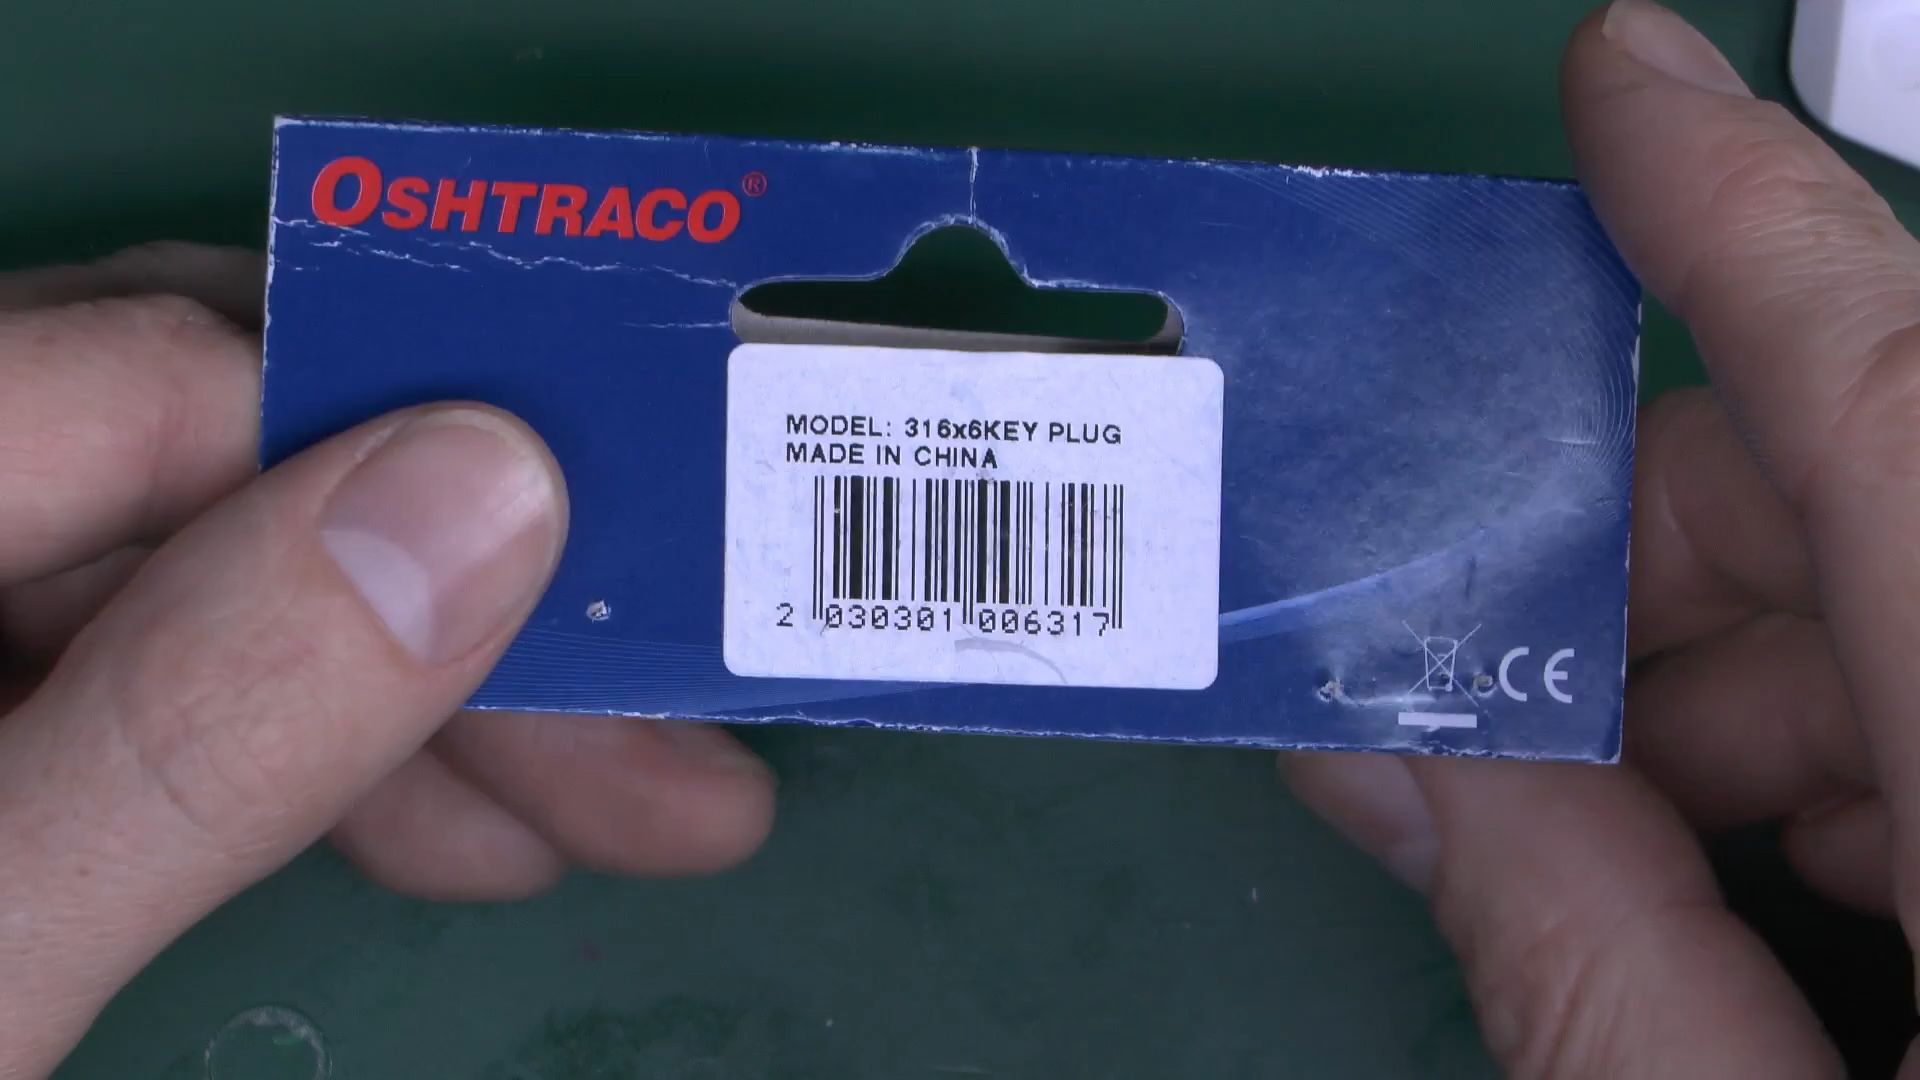 OSHTRACO®
MODEL: 316x6KEY PLUG
MADE IN CHINA
2 030301 006317
CE